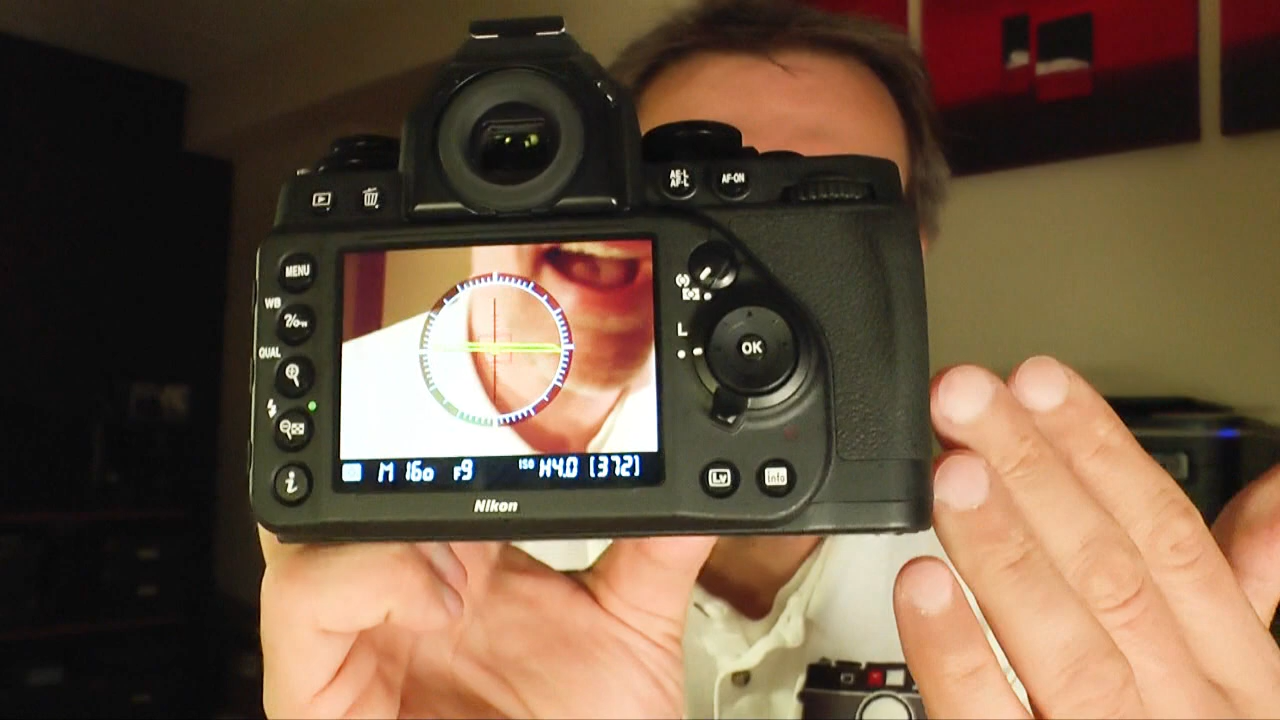 AE-L
AF-L
AF-ON
MENU
WB
?/
QUAL
L
OK
M 160 F9 ISO H4.0 [372]
i
Lv
info
Nikon